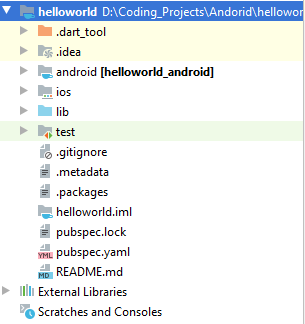 helloworld D:\Coding_Projects\Andorid\hellowor
.dart_tool
.idea
android [helloworld_android]
ios
lib
test
.gitignore
.metadata
.packages
helloworld.iml
pubspec.lock
YML pubspec.yaml
MD README.md
External Libraries
Scratches and Consoles